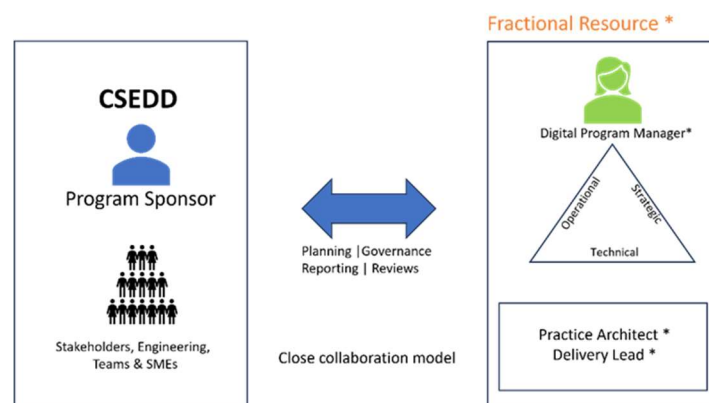 Fractional Resource *
CSEDD
Program Sponsor
Stakeholders, Engineering,
Teams & SMEs
Planning |Governance
Reporting | Reviews
Close collaboration model
Digital Program Manager*
Operational
Strategic
Technical
Practice Architect *
Delivery Lead *